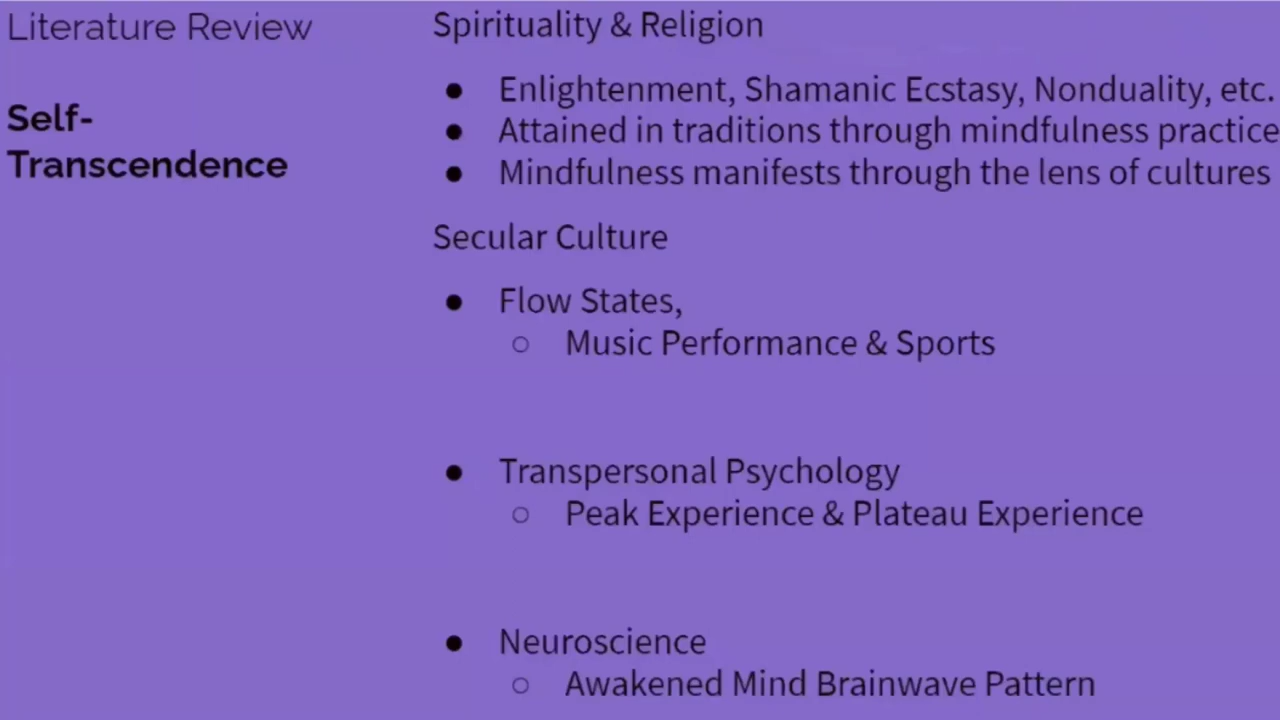 Literature Review
Self-
Transcendence
Spirituality & Religion
● Enlightenment, Shamanic Ecstasy, Nonduality, etc.
● Attained in traditions through mindfulness practice
● Mindfulness manifests through the lens of cultures
Secular Culture
● Flow States,
○ Music Performance & Sports
● Transpersonal Psychology
○ Peak Experience & Plateau Experience
● Neuroscience
○ Awakened Mind Brainwave Pattern